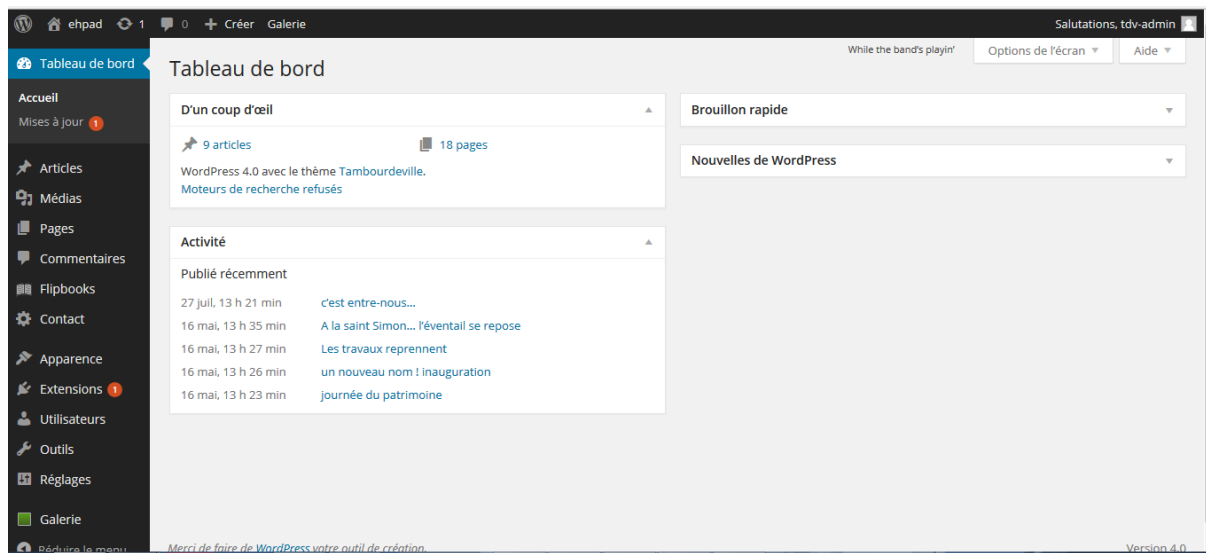 ehpad 1 0 + Créer Galerie
Salutations, tdv-admin
Tableau de bord
Accueil
Mises à jour 1
Articles
Médias
Pages
Commentaires
Flipbooks
Contact
Apparence
Extensions 1
Utilisateurs
Outils
Réglages
Galerie
Réduire le menu
While the band's playin'
Options de l'écran
Aide
Tableau de bord
D'un coup d'œil
9 articles
18 pages
WordPress 4.0 avec le thème Tambourdeville.
Moteurs de recherche refusés
Activité
Publié récemment
27 juil, 13 h 21 min c'est entre-nous...
16 mai, 13 h 35 min A la saint Simon... l'éventail se repose
16 mai, 13 h 27 min Les travaux reprennent
16 mai, 13 h 26 min un nouveau nom ! inauguration
16 mai, 13 h 23 min journée du patrimoine
Brouillon rapide
Nouvelles de WordPress
Merci de faire de WordPress votre outil de création.
Version 4.0